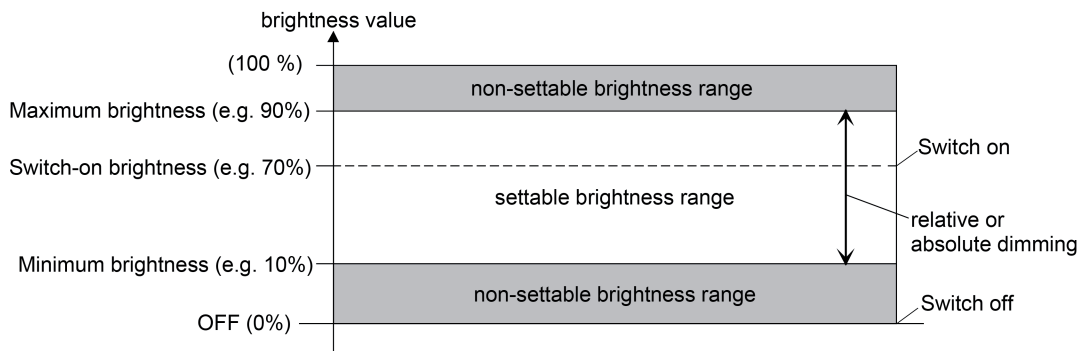 brightness value
(100 %)
non-settable brightness range
Maximum brightness (e.g. 90%)
Switch on
Switch-on brightness (e.g. 70%)
settable brightness range
relative or
absolute dimming
Minimum brightness (e.g. 10%)
non-settable brightness range
Switch off
OFF (0%)